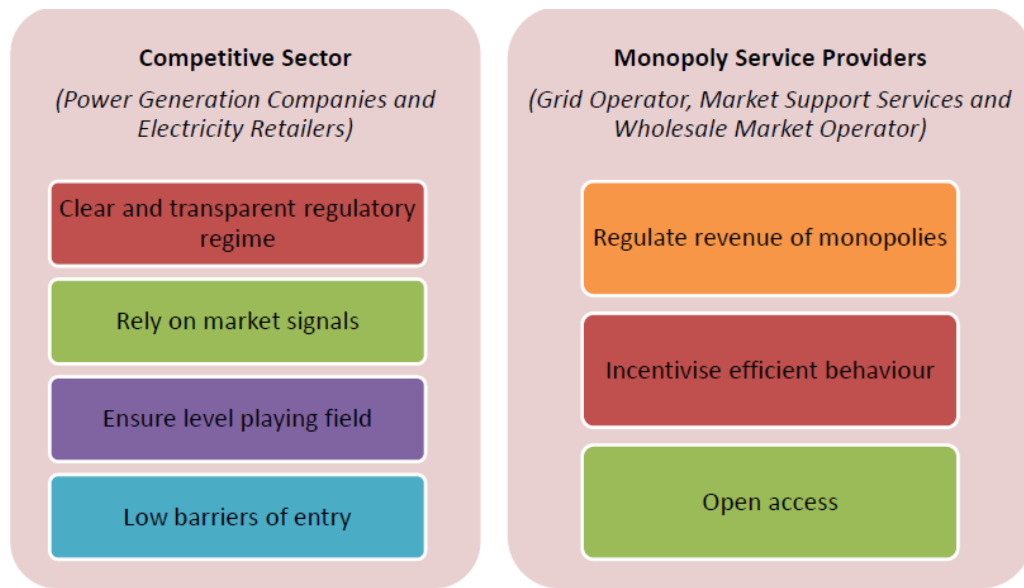 Competitive Sector
(Power Generation Companies and
Electricity Retailers)
Clear and transparent regulatory
regime
Rely on market signals
Ensure level playing field
Low barriers of entry
Monopoly Service Providers
(Grid Operator, Market Support Services and
Wholesale Market Operator)
Regulate revenue of monopolies
Incentivise efficient behaviour
Open access